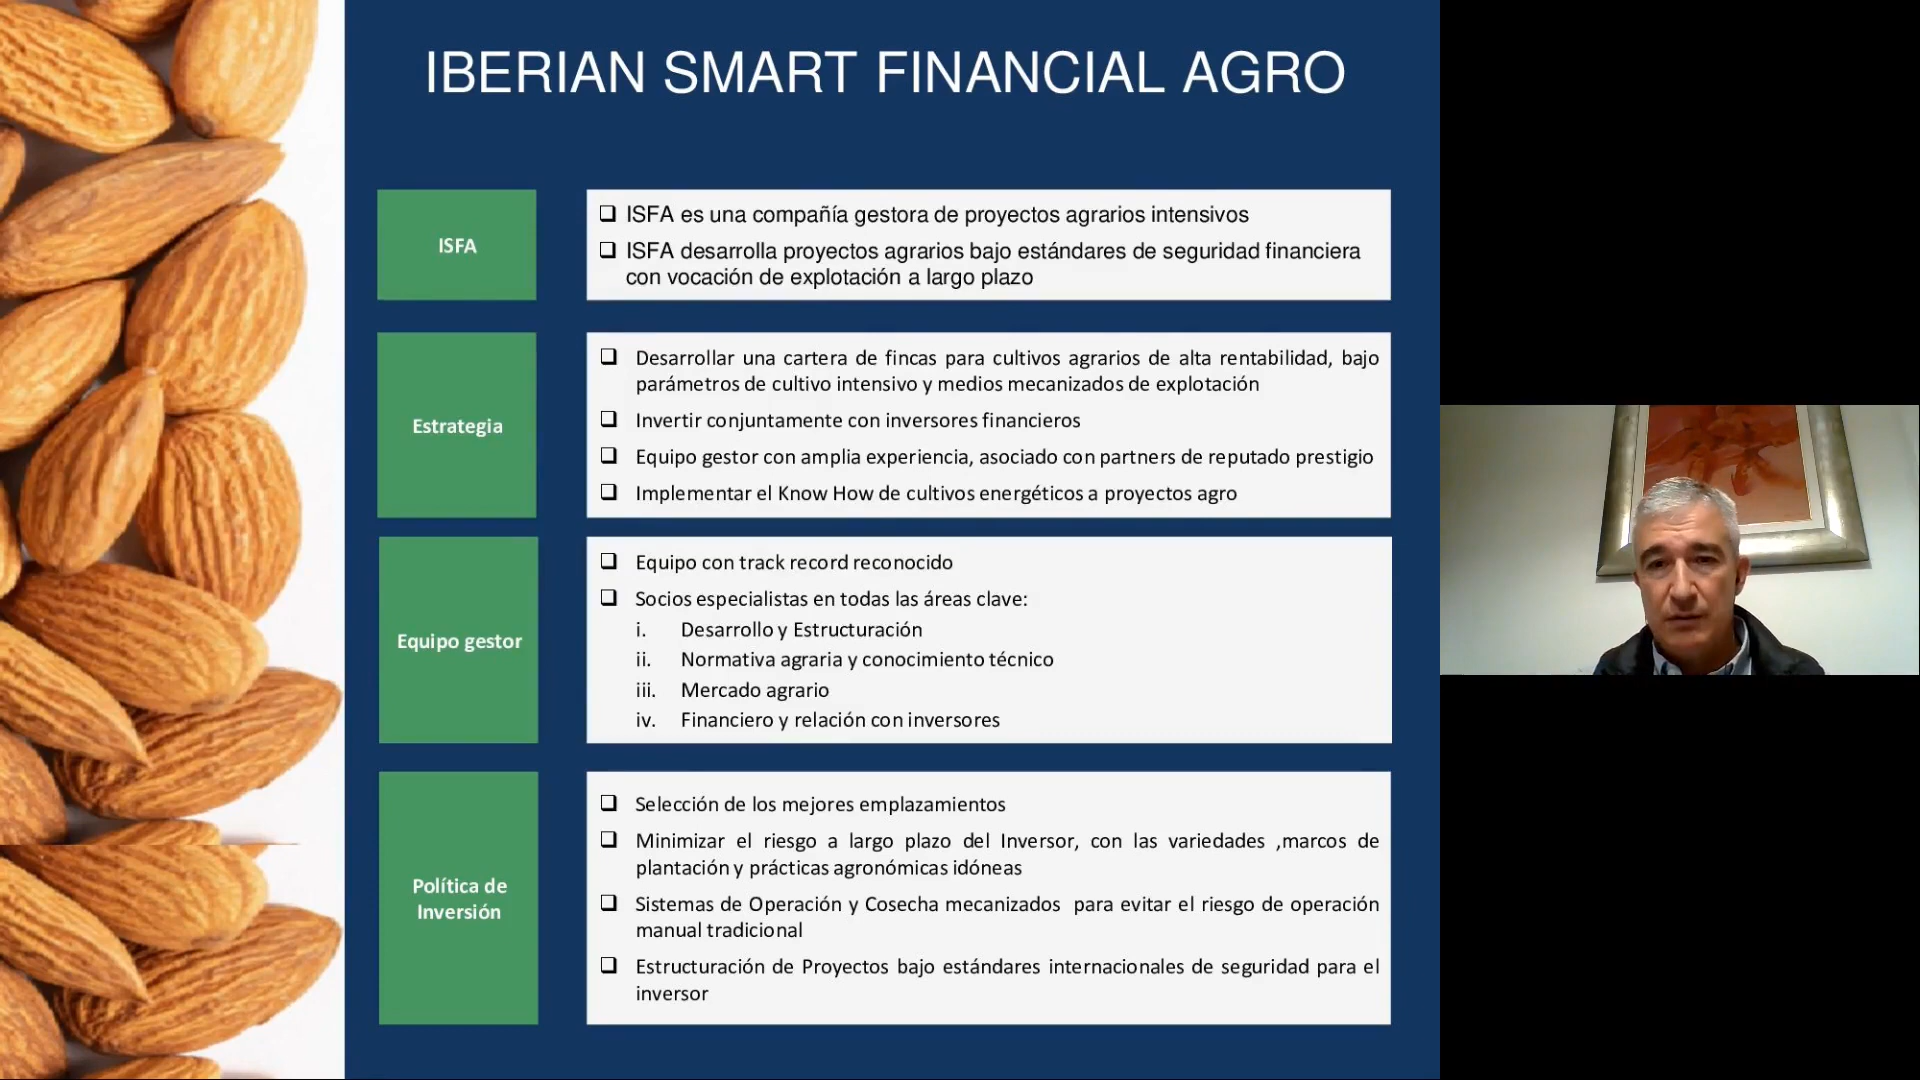 IBERIAN SMART FINANCIAL AGRO
ISFA
❑ ISFA es una compañía gestora de proyectos agrarios intensivos
❑ ISFA desarrolla proyectos agrarios bajo estándares de seguridad financiera
con vocación de explotación a largo plazo
Estrategia
❑ Desarrollar una cartera de fincas para cultivos agrarios de alta rentabilidad, bajo
parámetros de cultivo intensivo y medios mecanizados de explotación
❑ Invertir conjuntamente con inversores financieros
❑ Equipo gestor con amplia experiencia, asociado con partners de reputado prestigio
❑ Implementar el Know How de cultivos energéticos a proyectos agro
Equipo gestor
❑ Equipo con track record reconocido
❑ Socios especialistas en todas las áreas clave:
i. Desarrollo y Estructuración
ii. Normativa agraria y conocimiento técnico
iii. Mercado agrario
iv. Financiero y relación con inversores
Política de
Inversión
❑ Selección de los mejores emplazamientos
❑ Minimizar el riesgo a largo plazo del Inversor, con las variedades ,marcos de
plantación y prácticas agronómicas idóneas
❑ Sistemas de Operación y Cosecha mecanizados para evitar el riesgo de operación
manual tradicional
❑ Estructuración de Proyectos bajo estándares internacionales de seguridad para el
inversor